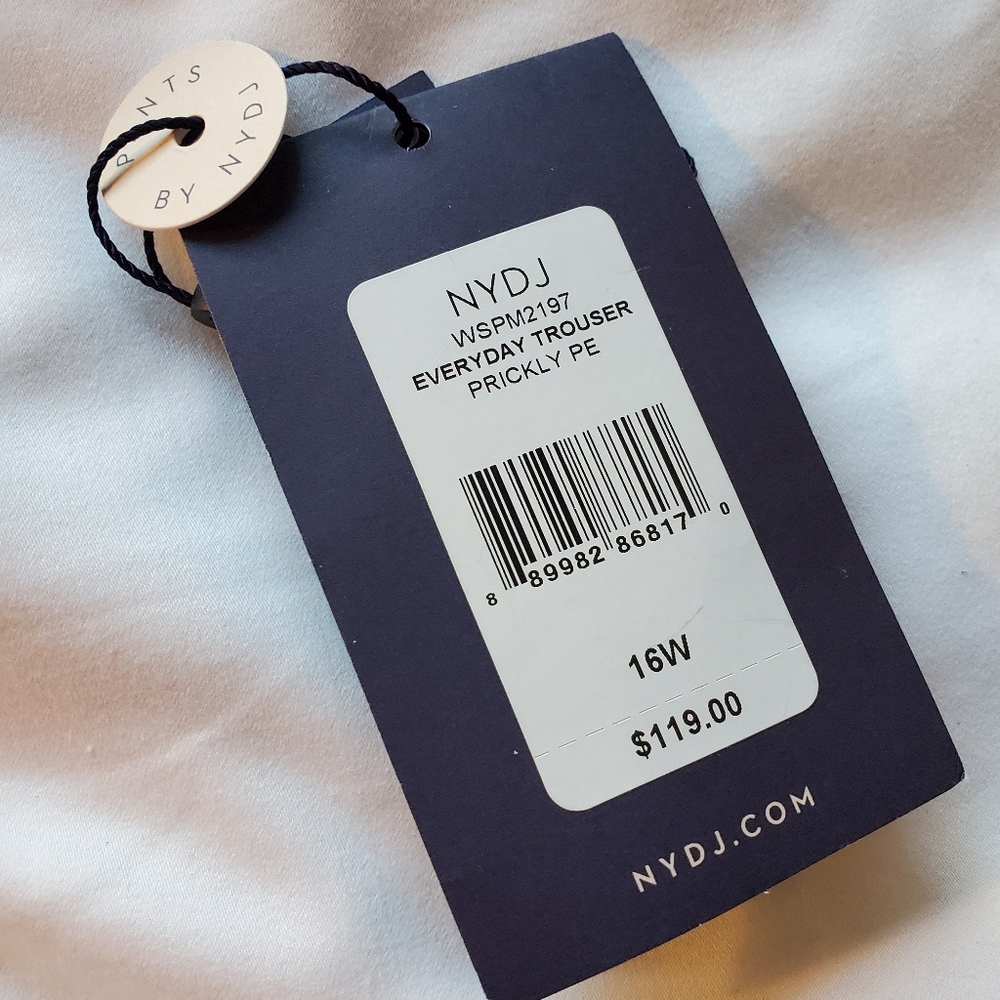 PANTS
BY NYDJ
NYDJ
WSPM2197
EVERYDAY TROUSER
PRICKLY PE
8 89982 86817 0
16W
$119.00
NYDJ.COM